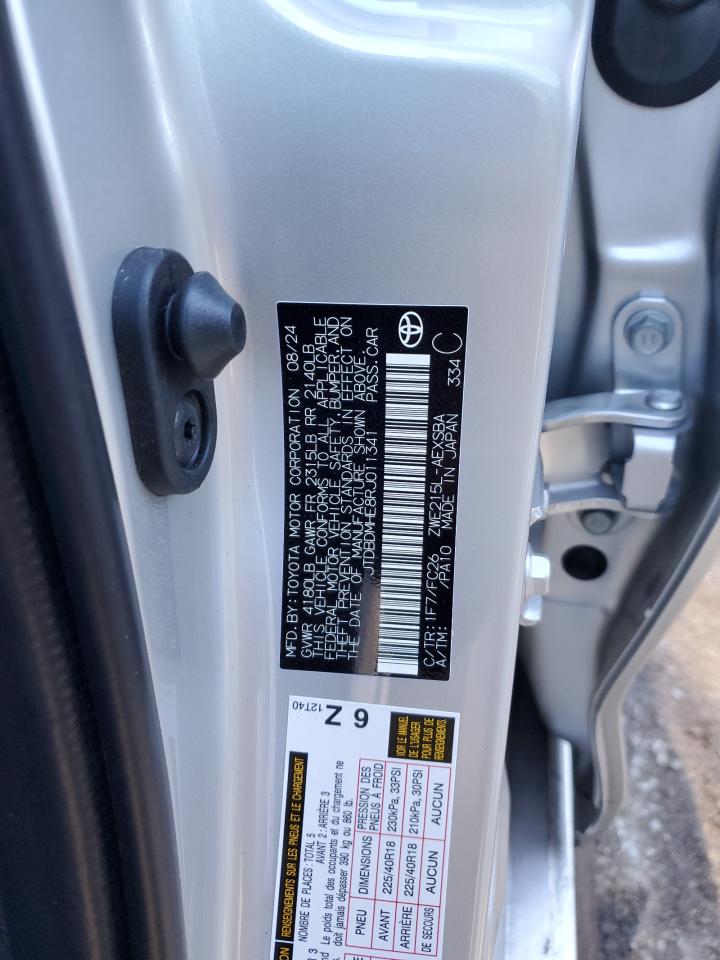 MFD. BY: TOYOTA MOTOR CORPORATION 08/24
GVWR 4180LB GAWR FR 2315LB RR 2140LB
THIS VEHICLE CONFORMS TO ALL APPLICABLE
FEDERAL MOTOR VEHICLE SAFETY, BUMPER, AND
THEFT PREVENTION STANDARDS IN EFFECT ON
THE DATE OF MANUFACTURE SHOWN ABOVE.
JTDBDMHE8RJ011341 PASS. CAR
C/TR: 1F7/FC26 ZWE215L-AEXSBA
A/TM: /PA10 MADE IN JAPAN 334 C
6 Z
12T40
RENSEIGNEMENTS SUR LES PNEUS ET LE CHARGEMENT
NOMBRE DE PLACES: TOTAL 5
AVANT 2: ARRIÈRE 3
Le poids total des occupants et du chargement ne
doit jamais dépasser 390 kg ou 860 lb.
PNEU DIMENSIONS PRESSION DES PNEUS À FROID
AVANT 225/40R18 230kPa, 33PSI
ARRIÈRE 225/40R18 210kPa, 30PSI
DE SECOURS AUCUN AUCUN
VOIR LE MANUEL
DE L'USAGER
POUR PLUS DE
RENSEIGNEMENTS.